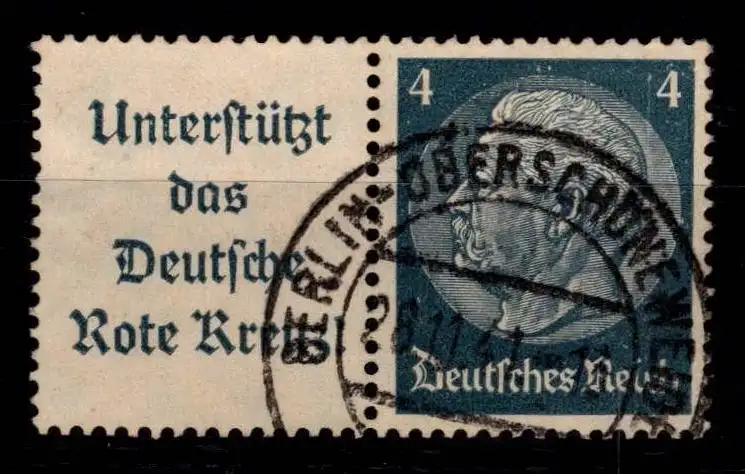 Unterstützt
das
Deutsche
Rote Kreuz!
4 4
Deutsches Reich
BERLIN-OBERSCHÖNEWEIDE